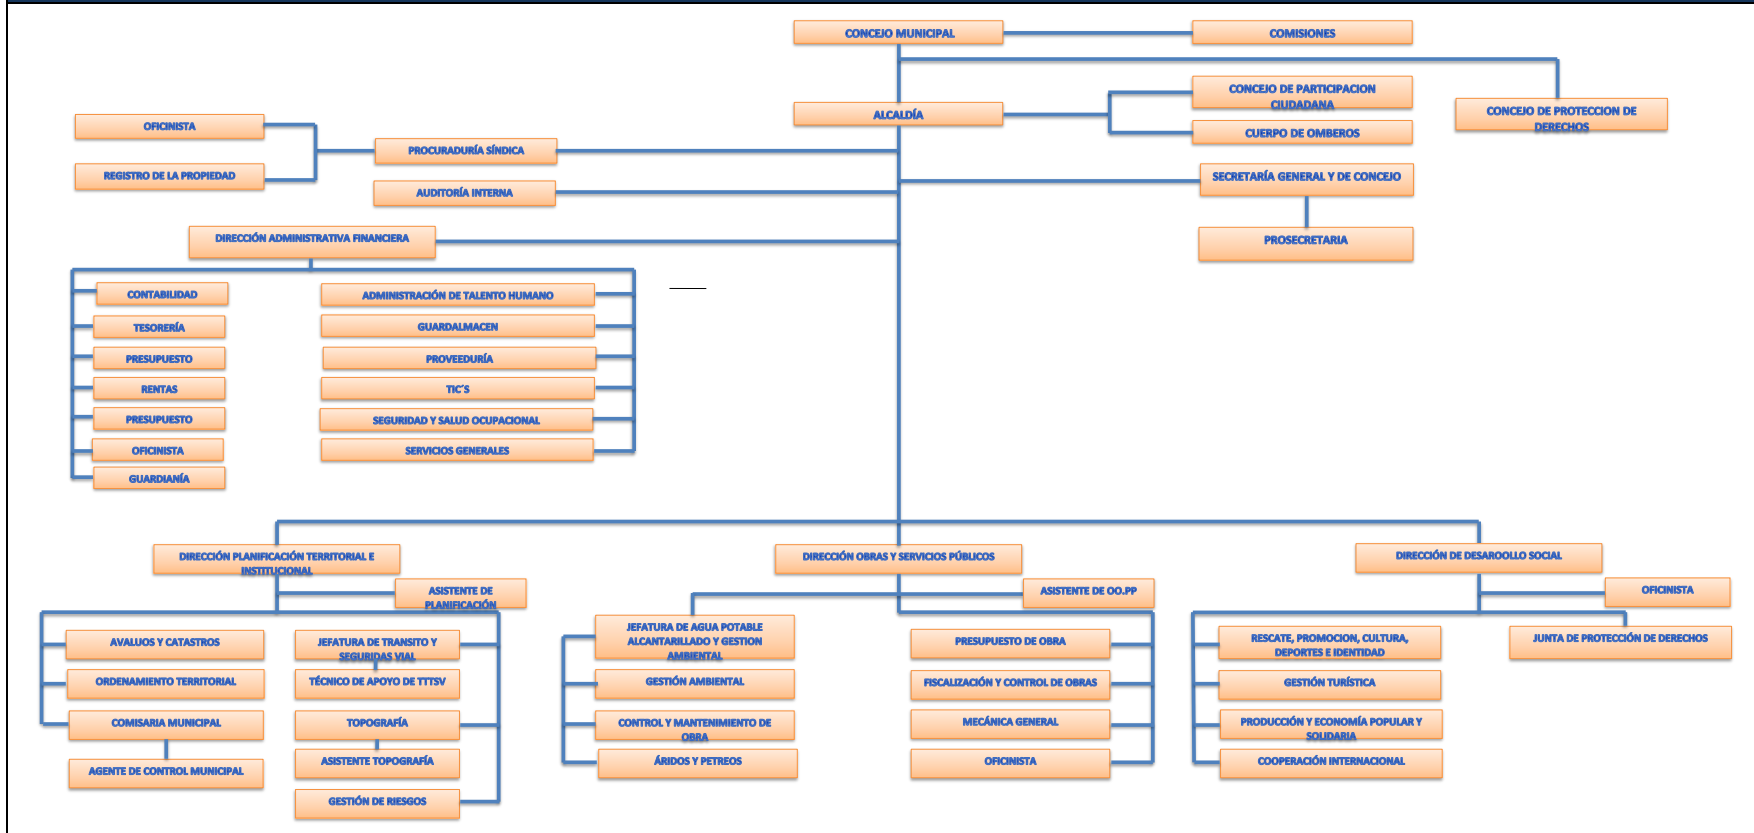 CONCEJO MUNICIPAL
COMISIONES
CONCEJO DE PARTICIPACION
CIUDADANA
CONCEJO DE PROTECCION DE
DERECHOS
ALCALDÍA
CUERPO DE OMBEROS
OFICINISTA
PROCURADURÍA SÍNDICA
REGISTRO DE LA PROPIEDAD
AUDITORÍA INTERNA
SECRETARÍA GENERAL Y DE CONCEJO
PROSECRETARIA
DIRECCIÓN ADMINISTRATIVA FINANCIERA
CONTABILIDAD
TESORERÍA
PRESUPUESTO
RENTAS
PRESUPUESTO
OFICINISTA
GUARDIANÍA
ADMINISTRACIÓN DE TALENTO HUMANO
GUARDALMACEN
PROVEEDURÍA
TIC´S
SEGURIDAD Y SALUD OCUPACIONAL
SERVICIOS GENERALES
DIRECCIÓN PLANIFICACIÓN TERRITORIAL E
INSTITUCIONAL
ASISTENTE DE
PLANIFICACIÓN
AVALUOS Y CATASTROS
ORDENAMIENTO TERRITORIAL
COMISARIA MUNICIPAL
AGENTE DE CONTROL MUNICIPAL
JEFATURA DE TRANSITO Y
SEGURIDAS VIAL
TÉCNICO DE APOYO DE TTTSV
TOPOGRAFÍA
ASISTENTE TOPOGRAFÍA
GESTIÓN DE RIESGOS
DIRECCIÓN OBRAS Y SERVICIOS PÚBLICOS
ASISTENTE DE OO.PP
JEFATURA DE AGUA POTABLE
ALCANTARILLADO Y GESTION
AMBIENTAL
GESTIÓN AMBIENTAL
CONTROL Y MANTENIMIENTO DE
OBRA
ÁRIDOS Y PETREOS
PRESUPUESTO DE OBRA
FISCALIZACIÓN Y CONTROL DE OBRAS
MECÁNICA GENERAL
OFICINISTA
DIRECCIÓN DE DESAROOLLO SOCIAL
OFICINISTA
RESCATE, PROMOCION, CULTURA,
DEPORTES E IDENTIDAD
JUNTA DE PROTECCIÓN DE DERECHOS
GESTIÓN TURÍSTICA
PRODUCCIÓN Y ECONOMÍA POPULAR Y
SOLIDARIA
COOPERACIÓN INTERNACIONAL